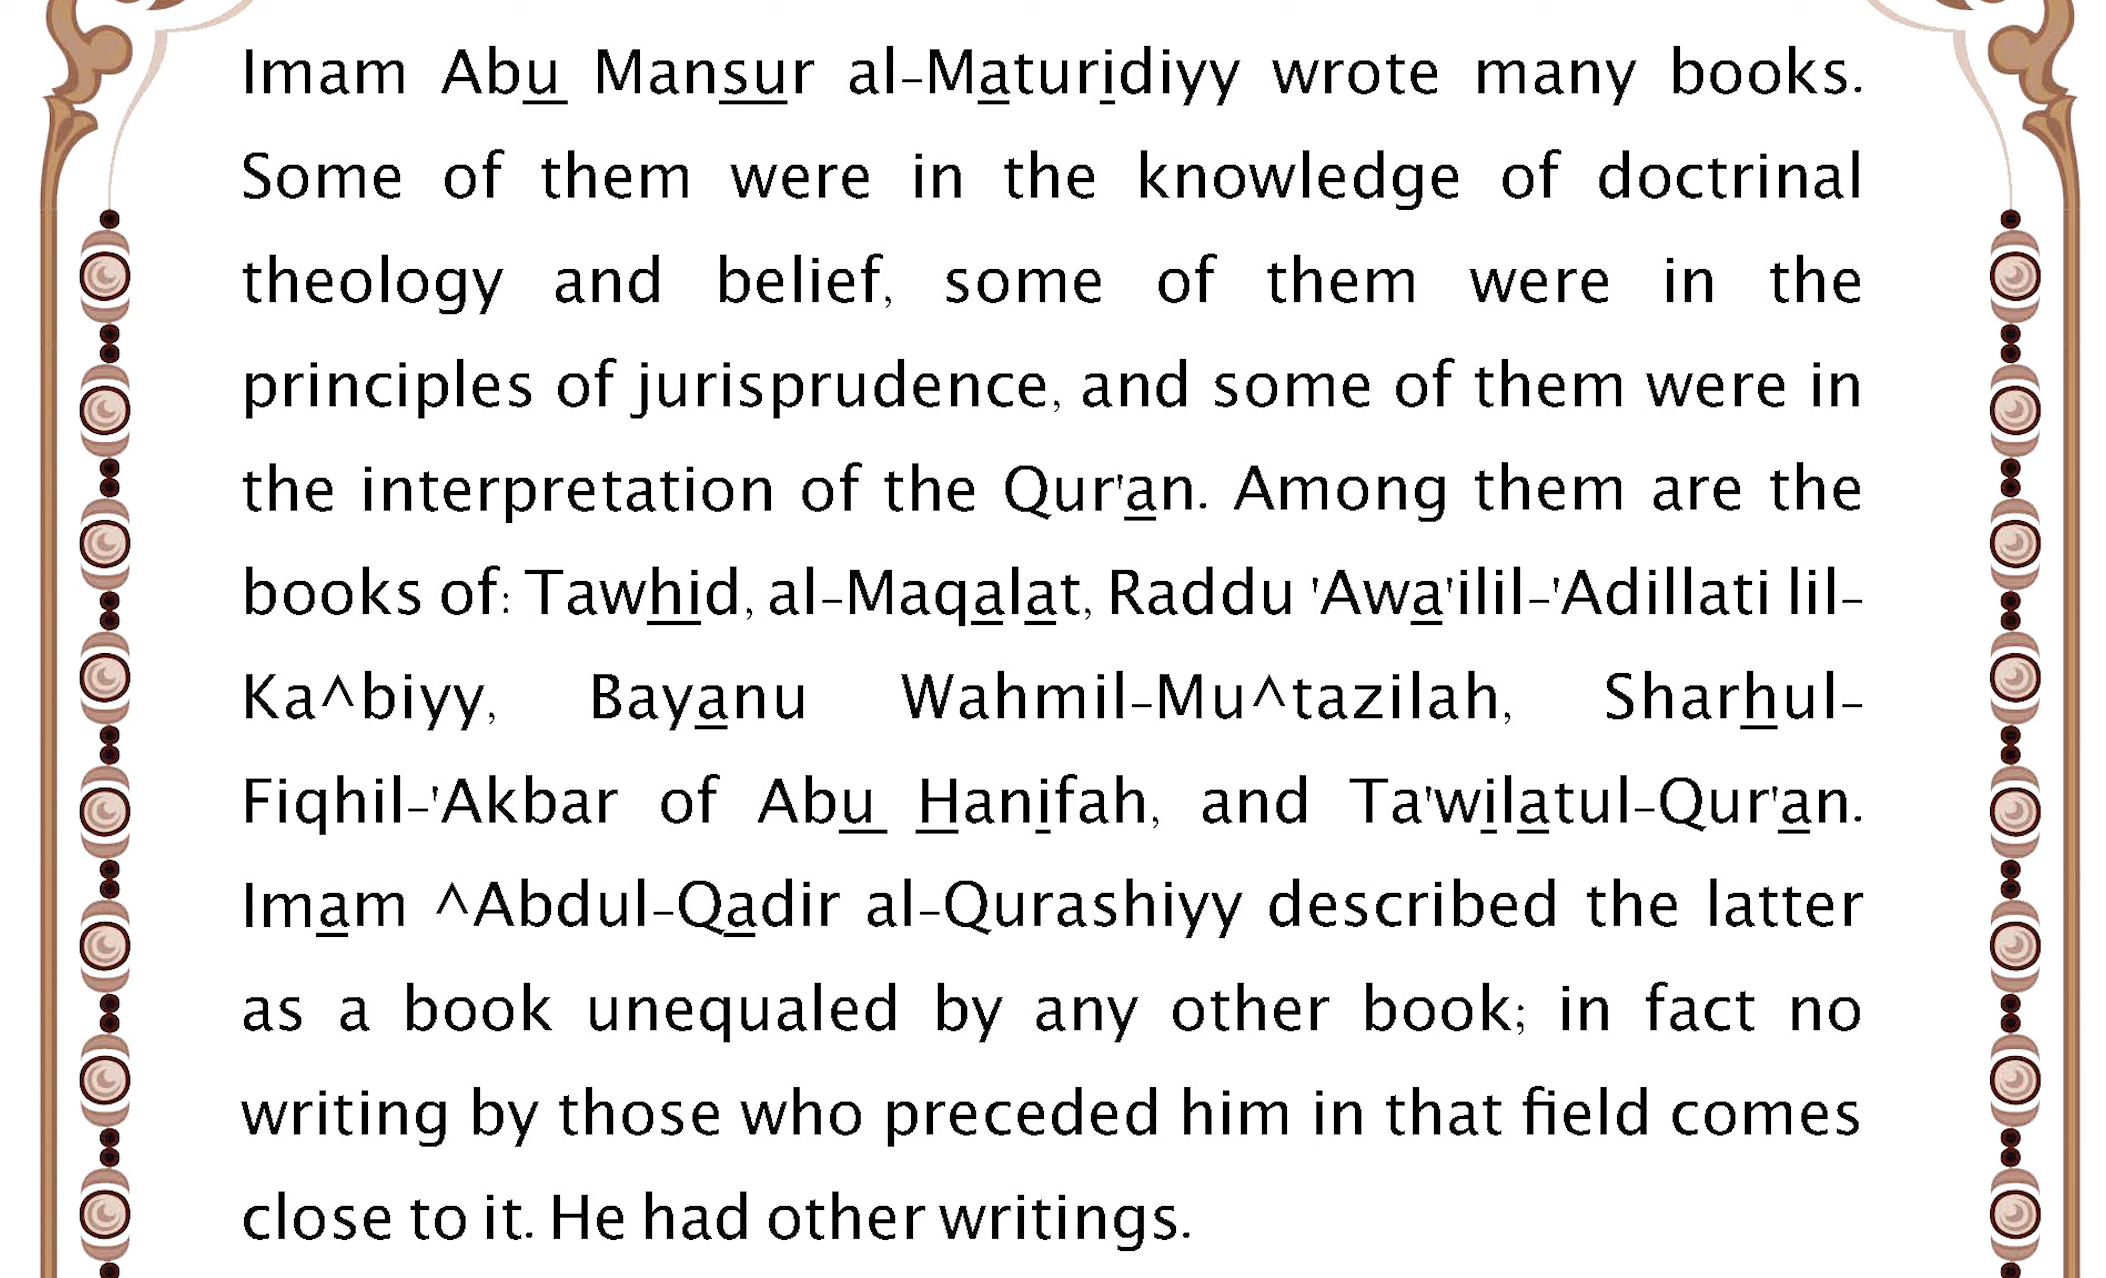 Imam Abu Mansur al-Maturidiyy wrote many books.
Some of them were in the knowledge of doctrinal
theology and belief, some of them were in the
principles of jurisprudence, and some of them were in
the interpretation of the Qur'an. Among them are the
books of: Tawhid, al-Maqalat, Raddu 'Awa'ilil-'Adillati lil-
Ka^biyy, Bayanu Wahmil-Mu^tazilah, Sharhul-
Fiqhil-'Akbar of Abu Hanifah, and Ta'wilatul-Qur'an.
Imam ^Abdul-Qadir al-Qurashiyy described the latter
as a book unequaled by any other book; in fact no
writing by those who preceded him in that field comes
close to it. He had other writings.